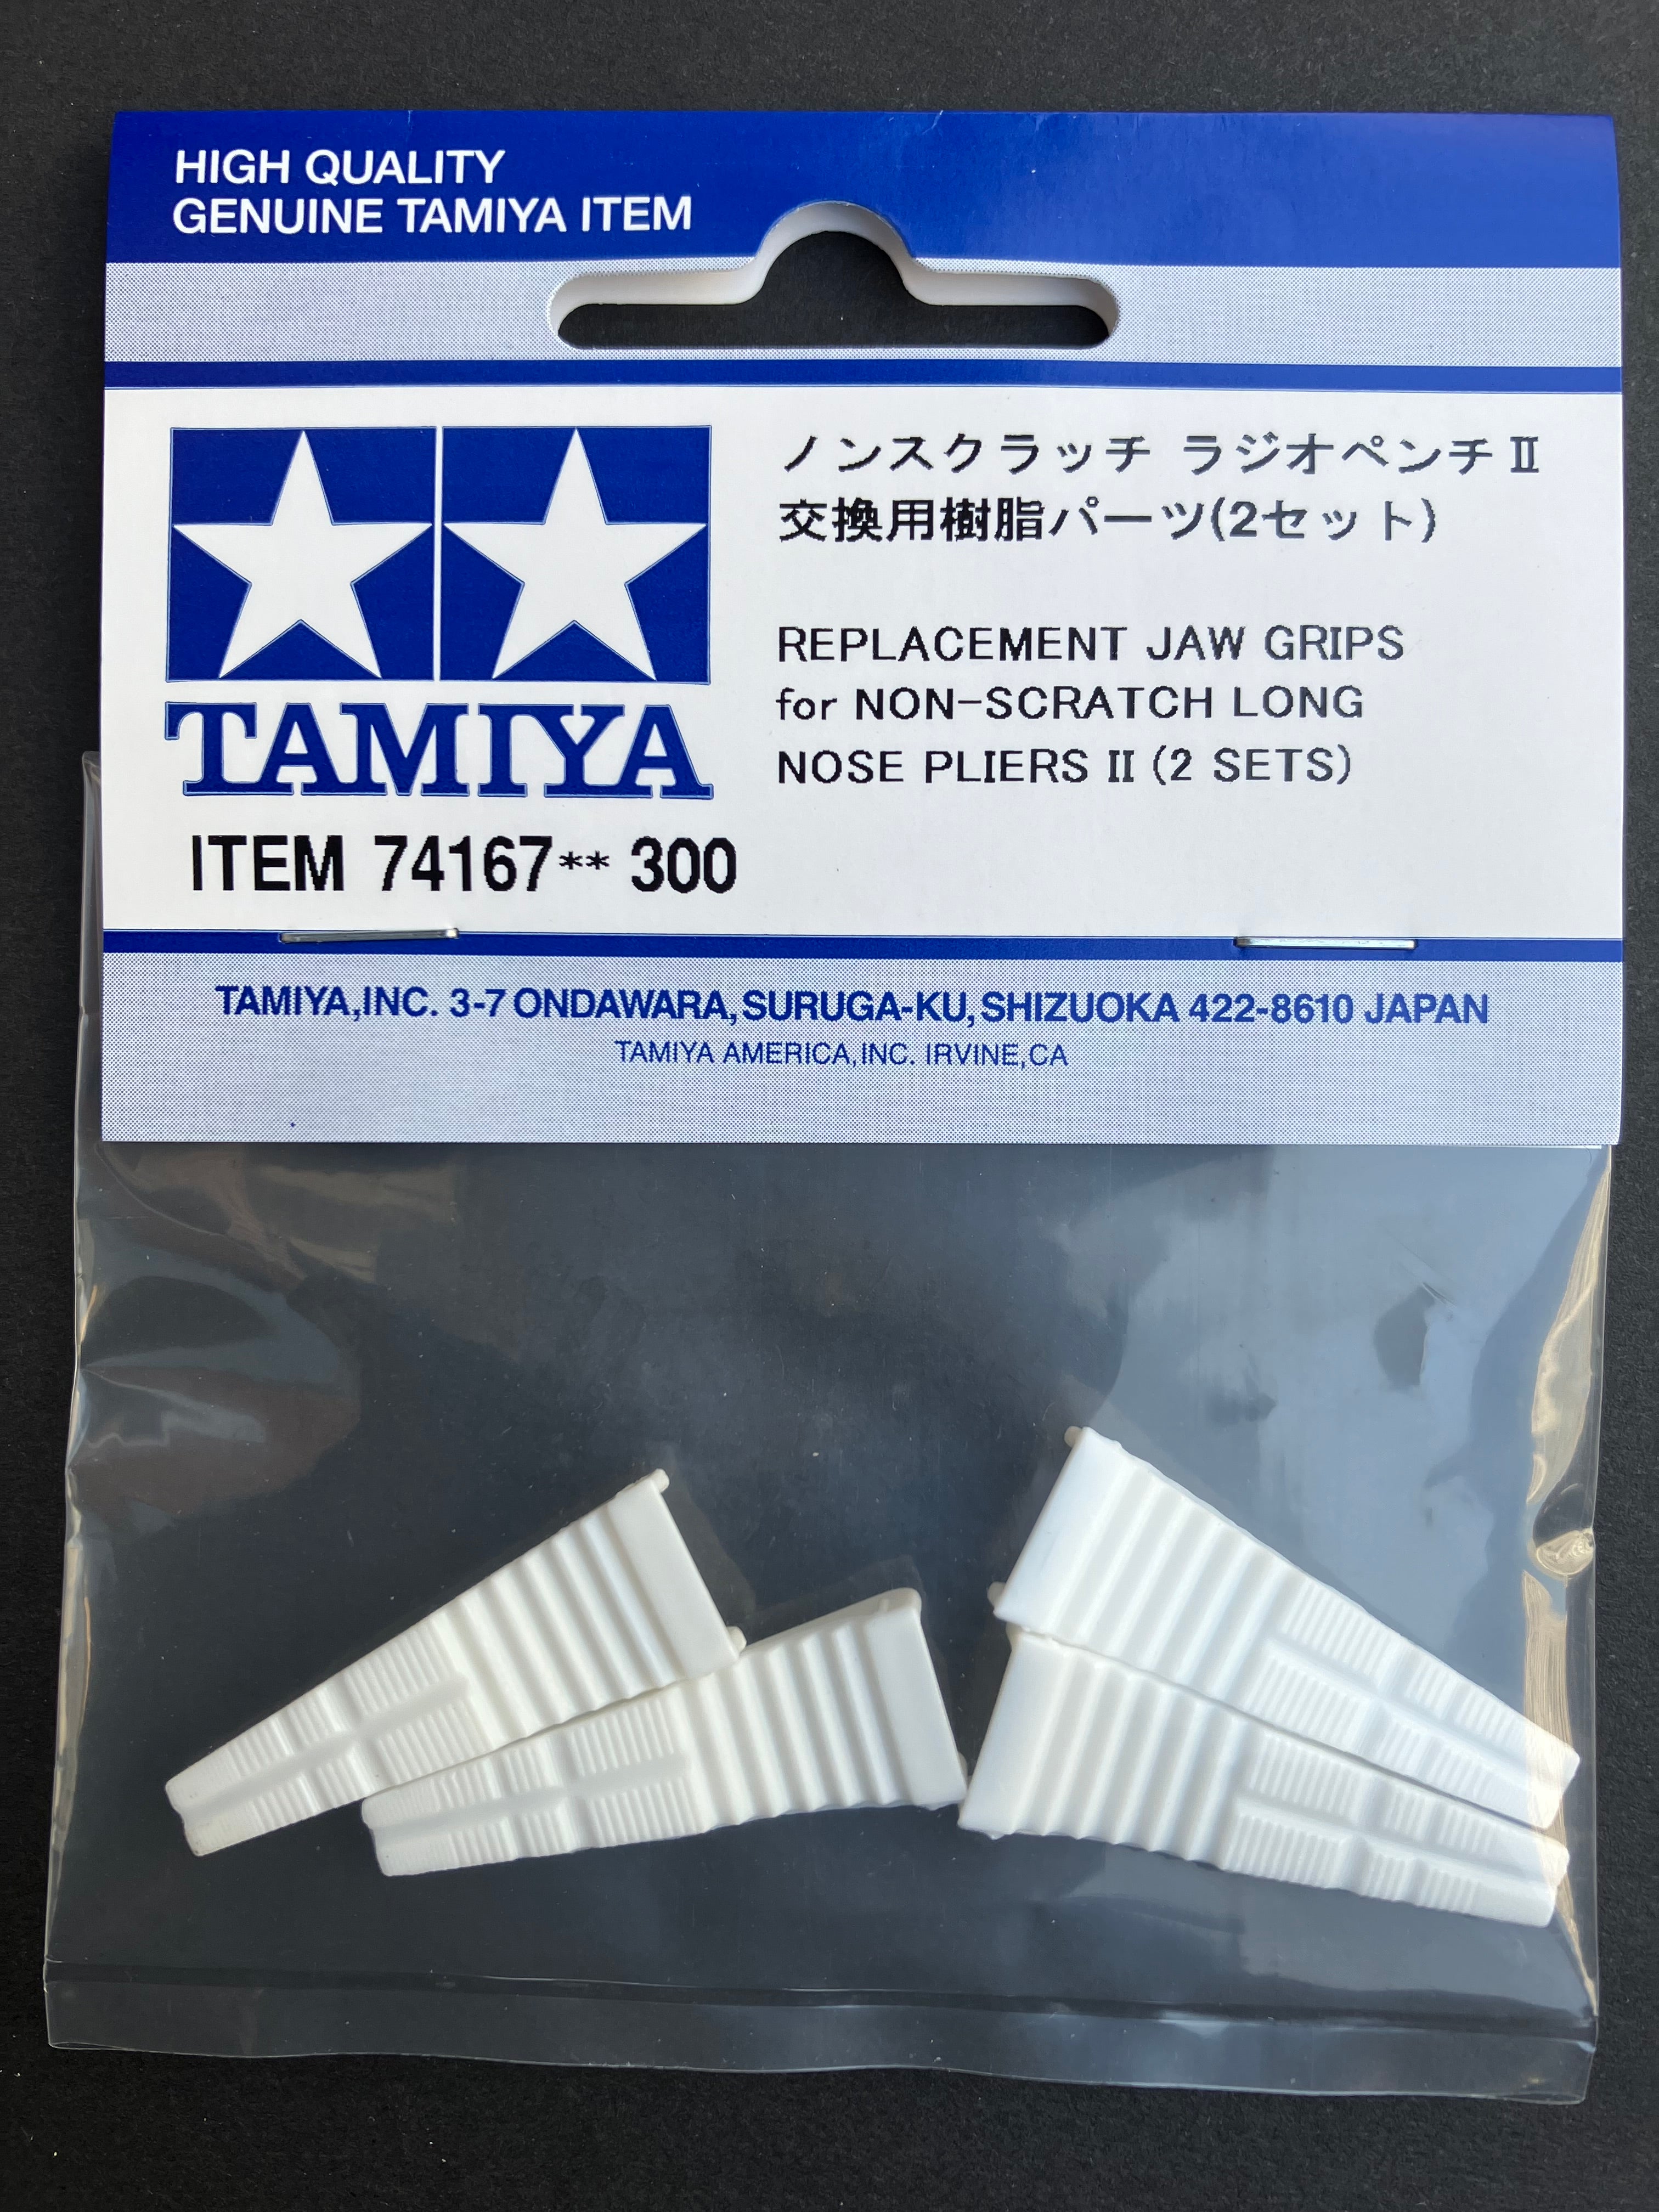 HIGH QUALITY
GENUINE TAMIYA ITEM
TAMIYA
ITEM 74167** 300
ノンスクラッチ ラジオペンチⅡ
交換用樹脂パーツ(2セット)
REPLACEMENT JAW GRIPS
for NON-SCRATCH LONG
NOSE PLIERS II (2 SETS)
TAMIYA,INC. 3-7 ONDAWARA, SURUGA-KU, SHIZUOKA 422-8610 JAPAN
TAMIYA AMERICA,INC. IRVINE,CA